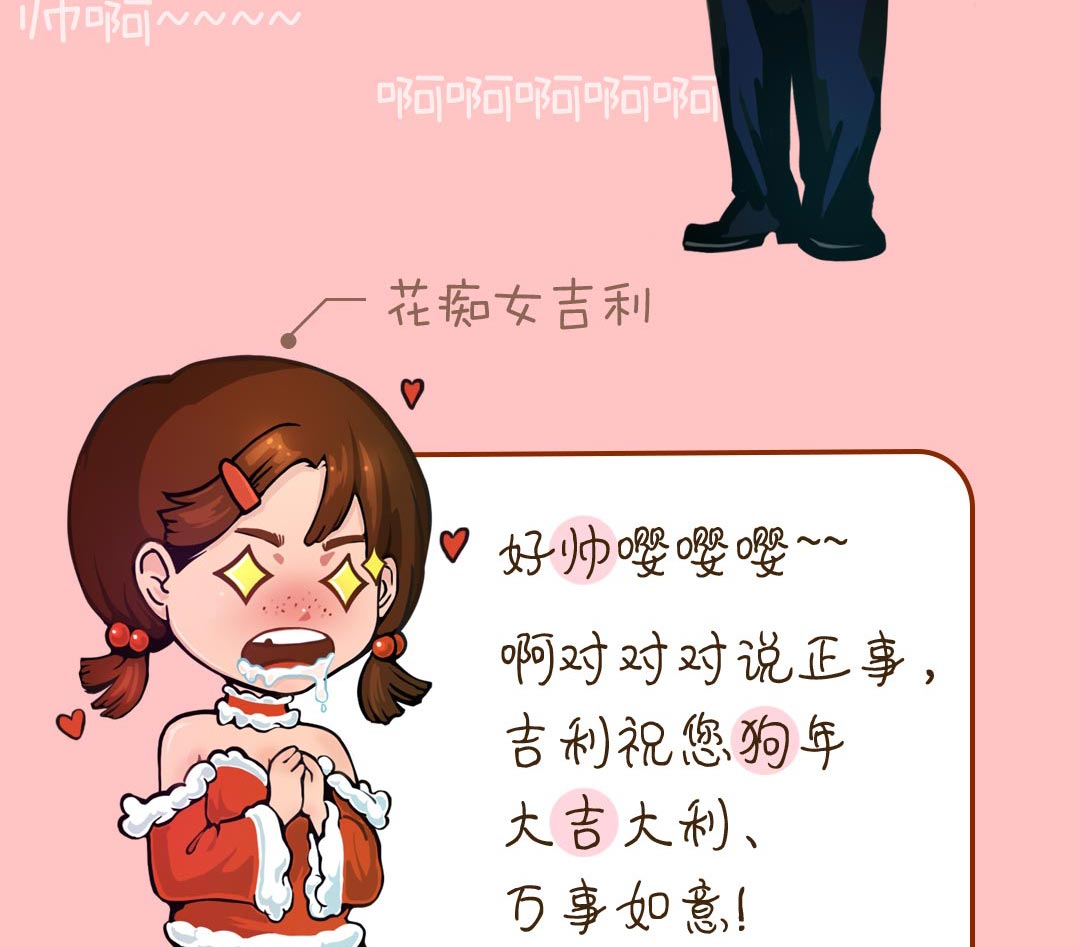 帅啊~~~~~
啊啊啊啊啊
花痴女吉利
好帅嘤嘤嘤~~
啊对对对说正事，
吉利祝您狗年
大吉大利、
万事如意!